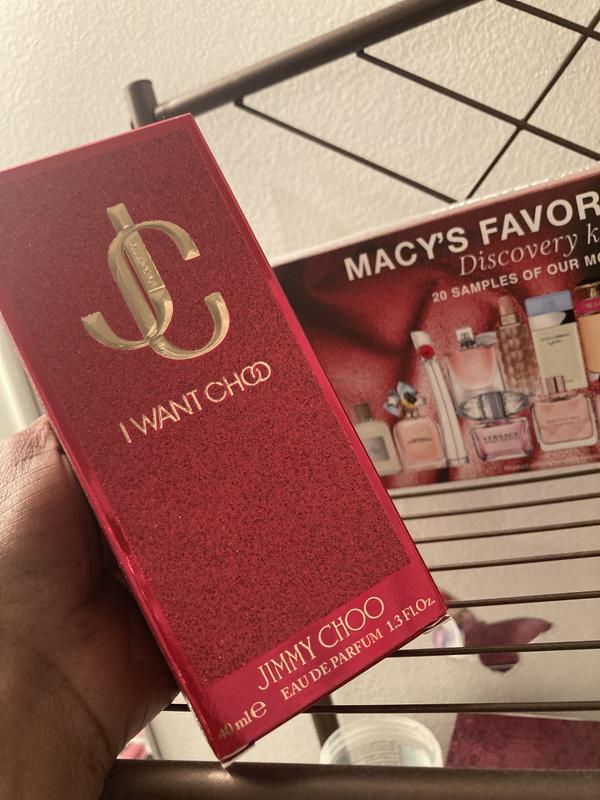 JC
I WANT CHOO
JIMMY CHOO
EAU DE PARFUM 1.3 Fl.Oz
40 ml e
MACY'S FAVOR
Discovery k
20 SAMPLES OF OUR MO
VERSACE